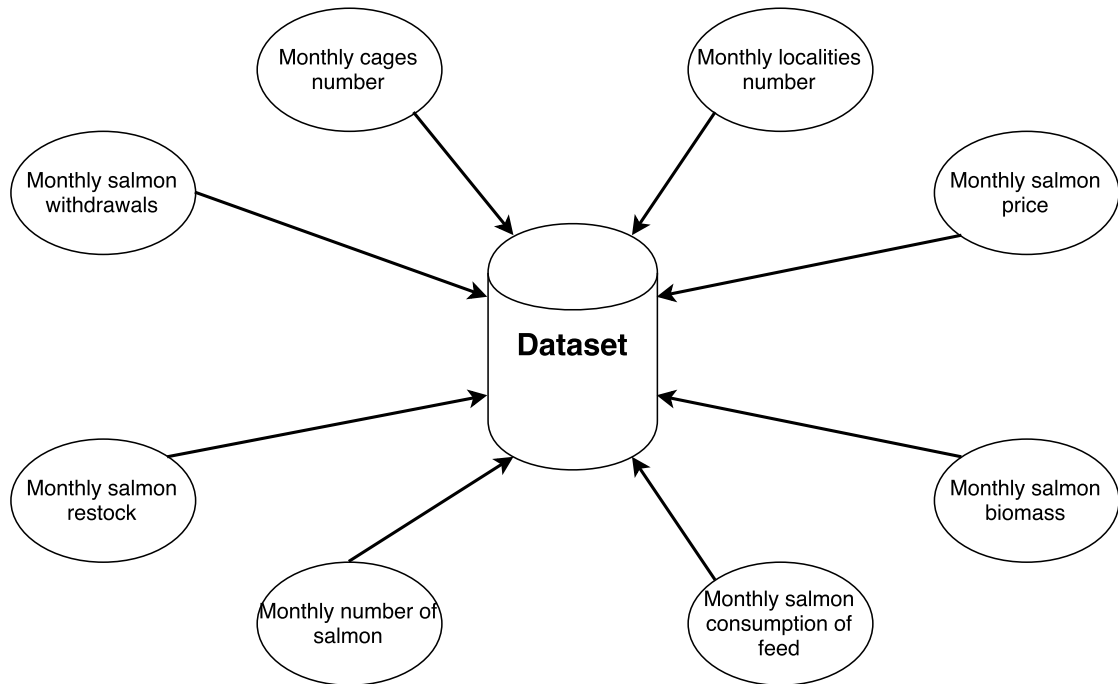 Monthly cages
number
Monthly localities
number
Monthly salmon
withdrawals
Monthly salmon
price
Dataset
Monthly salmon
restock
Monthly salmon
biomass
Monthly number of
salmon
Monthly salmon
consumption of
feed